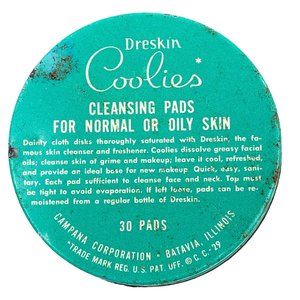 Dreskin
Coolies*
CLEANSING PADS
FOR NORMAL OR OILY SKIN
Dainty cloth disks thoroughly saturated with Dreskin, the fa-
mous skin cleanser and freshener. Coolies dissolve greasy facial
oils; cleanse skin of grime and makeup; leave it cool, refreshed,
and provide an ideal base for new makeup. Quick, easy, sani-
tary. Each pad sufficient to cleanse face and neck. Top must
be tight to avoid evaporation. If left loose, pads can be re-
moistened from a regular bottle of Dreskin.
30 PADS
CAMPANA CORPORATION • BATAVIA, ILLINOIS
*TRADE MARK REG. U.S. PAT. OFF. © C.C.-29